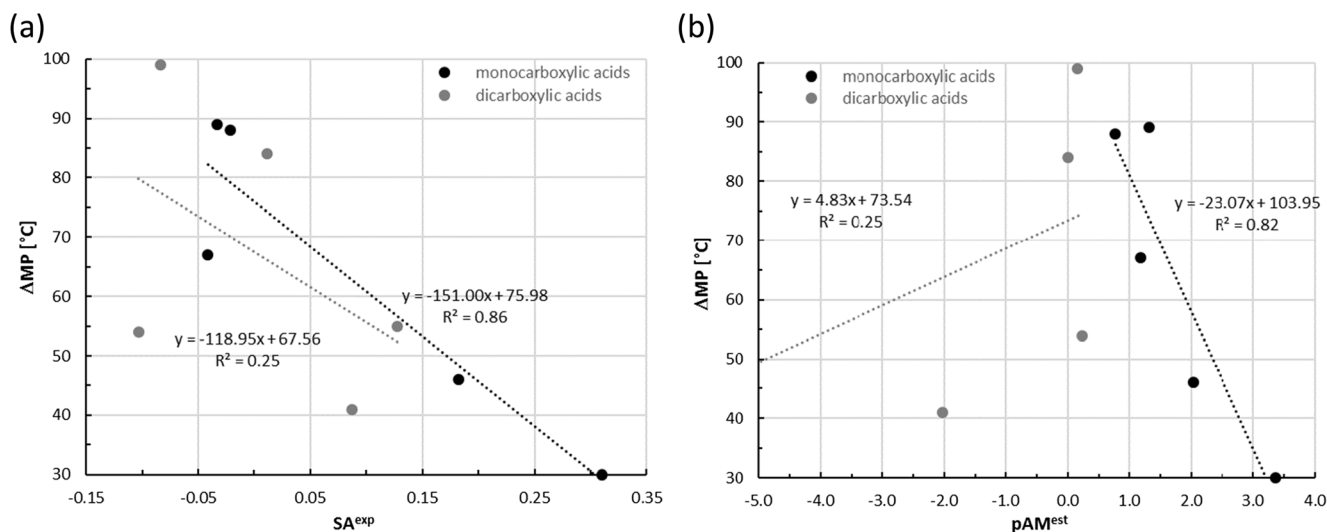 (a)
100
90
80
70
60
50
40
30
ΔMP [°C]
monocarboxylic acids
dicarboxylic acids
y = -151.00x + 75.98
R² = 0.86
y = -118.95x + 67.56
R² = 0.25
-0.15
-0.05
0.05
0.15
0.25
0.35
SAexp
(b)
100
90
80
70
60
50
40
30
ΔMP [°C]
monocarboxylic acids
dicarboxylic acids
y = 4.83x + 73.54
R² = 0.25
y = -23.07x + 103.95
R² = 0.82
-5.0
-4.0
-3.0
-2.0
-1.0
0.0
1.0
2.0
3.0
4.0
pAMest